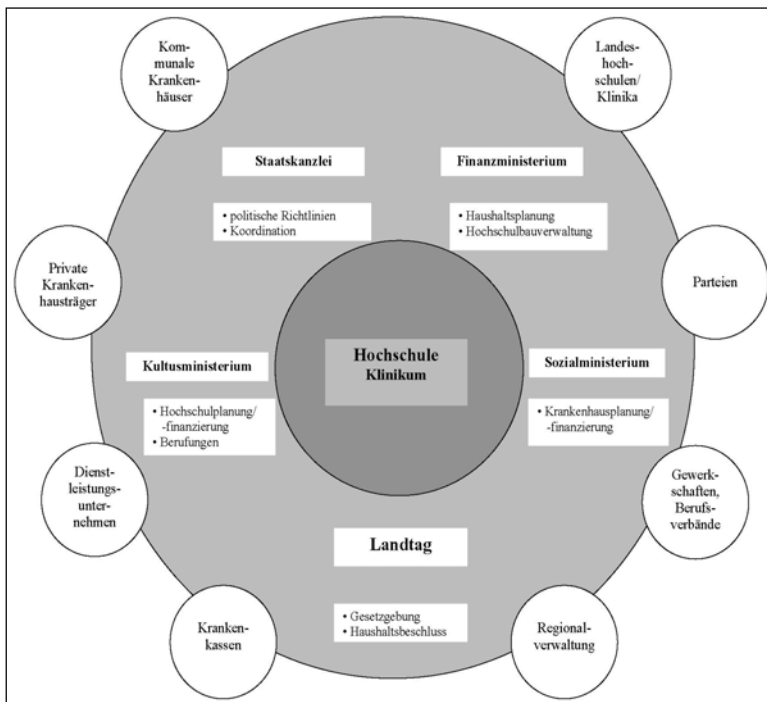 Kom-
munale
Kranken-
häuser
Landes-
hoch-
schulen/
Klinika
Staatskanzlei
• politische Richtlinien
• Koordination
Finanzministerium
• Haushaltsplanung
• Hochschulbauverwaltung
Private
Kranken-
hausträger
Parteien
Hochschule
Klinikum
Kultusministerium
• Hochschulplanung/
-finanzierung
• Berufungen
Sozialministerium
• Krankenhausplanung/
-finanzierung
Dienst-
leistungs-
unter-
nehmen
Gewerk-
schaften,
Berufs-
verbände
Landtag
• Gesetzgebung
• Haushaltsbeschluss
Kranken-
kassen
Regional-
verwaltung